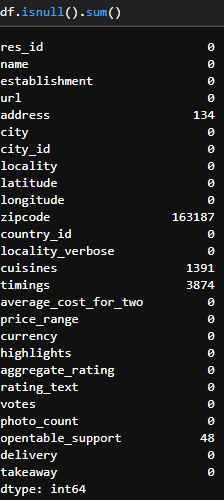 df.isnull().sum()
res_id 0
name 0
establishment 0
url 0
address 134
city 0
city_id 0
locality 0
latitude 0
longitude 0
zipcode 163187
country_id 0
locality_verbose 0
cuisines 1391
timings 3874
average_cost_for_two 0
price_range 0
currency 0
highlights 0
aggregate_rating 0
rating_text 0
votes 0
photo_count 0
opentable_support 48
delivery 0
takeaway 0
dtype: int64